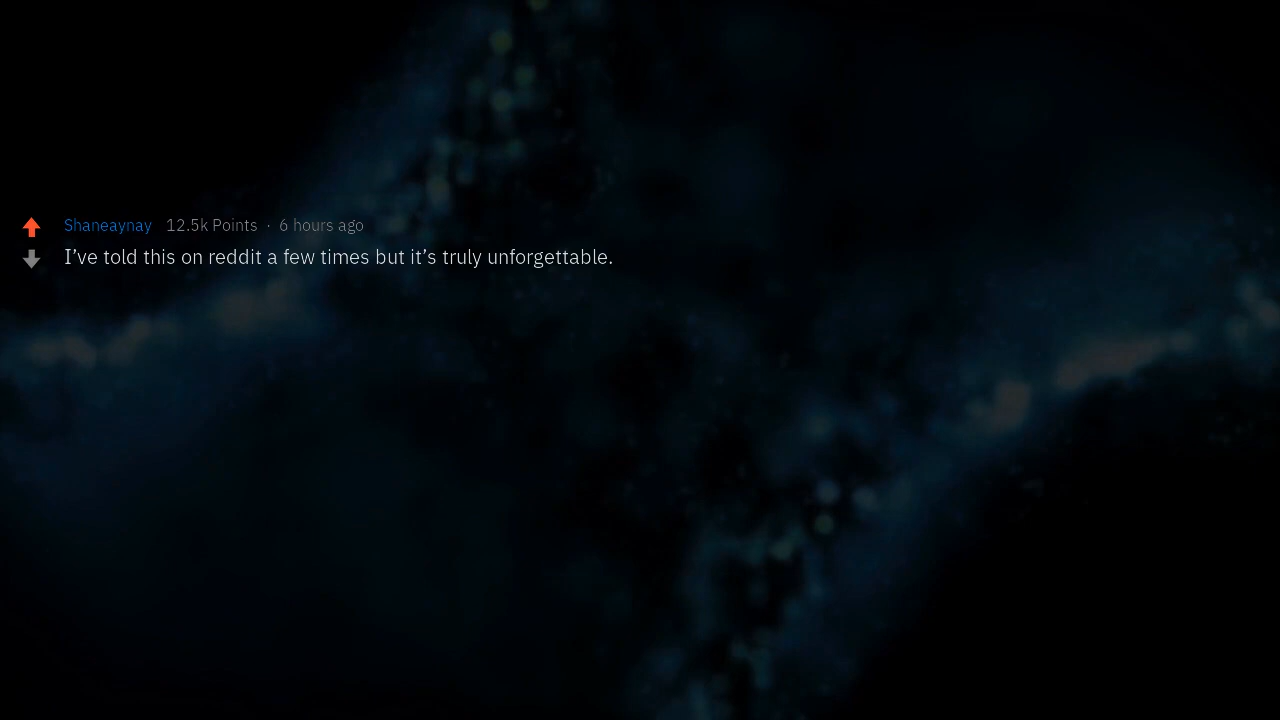 Shaneaynay 12.5k Points · 6 hours ago
I’ve told this on reddit a few times but it’s truly unforgettable.